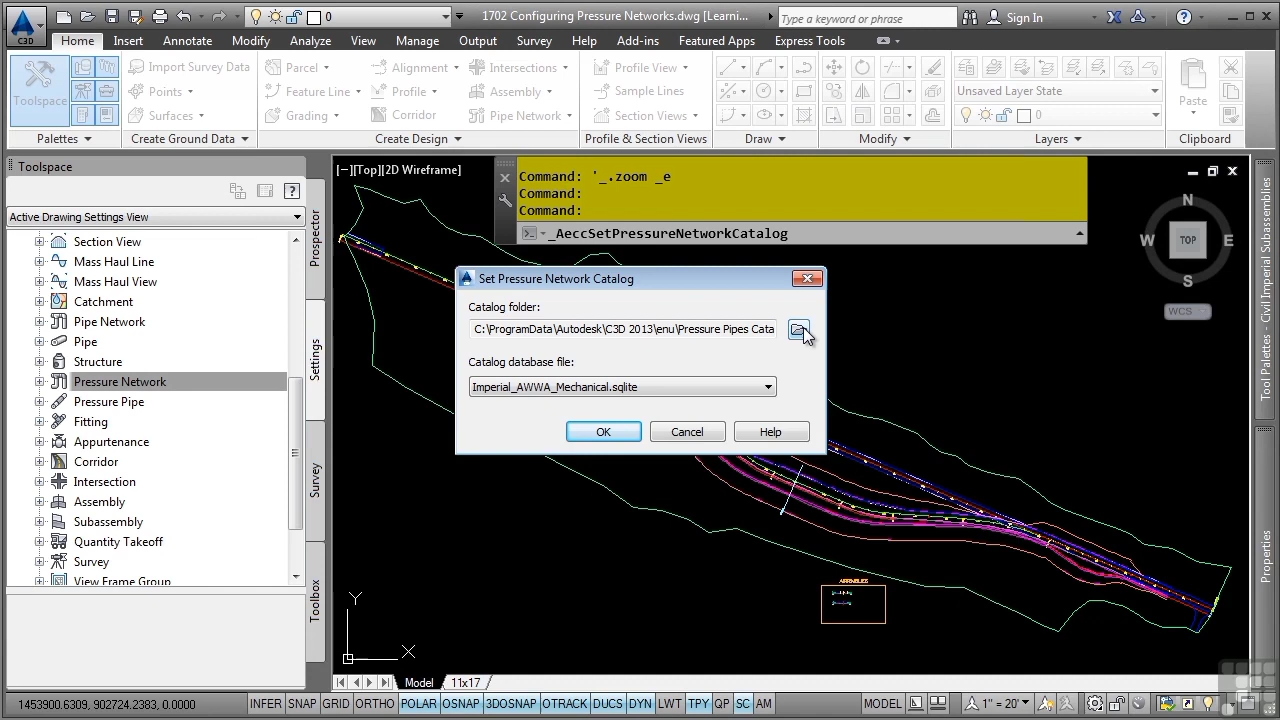 1702 Configuring Pressure Networks.dwg [Learni...
Type a keyword or phrase
Sign In
0
C3D
Home Insert Annotate Modify Analyze View Manage Output Survey Help Add-ins Featured Apps Express Tools
Toolspace
Import Survey Data
Points
Surfaces
Parcel
Feature Line
Grading
Alignment
Profile
Corridor
Intersections
Assembly
Pipe Network
Profile View
Sample Lines
Section Views
Unsaved Layer State
0
Paste
Palettes
Create Ground Data
Create Design
Profile & Section Views
Draw
Modify
Layers
Clipboard
Toolspace
Active Drawing Settings View
Section View
Mass Haul Line
Mass Haul View
Catchment
Pipe Network
Pipe
Structure
Pressure Network
Pressure Pipe
Fitting
Appurtenance
Corridor
Intersection
Assembly
Subassembly
Quantity Takeoff
Survey
View Frame Group
Prospector
Settings
Survey
Toolbox
[−][Top][2D Wireframe]
Command: '_.zoom _e
Command:
Command:
_AeccSetPressureNetworkCatalog
N
W
TOP
E
S
WCS
Set Pressure Network Catalog
Catalog folder:
C:\ProgramData\Autodesk\C3D 2013\enu\Pressure Pipes Cata
Catalog database file:
Imperial_AWWA_Mechanical.sqlite
OK
Cancel
Help
ASSEMBLIES
Y
X
Tool Palettes - Civil Imperial Subassemblies
Properties
Model
11x17
1453900.6309, 902724.2383, 0.0000
INFER SNAP GRID ORTHO POLAR OSNAP 3DOSNAP OTRACK DUCS DYN LWT TPY QP SC AM
MODEL
1" = 20'